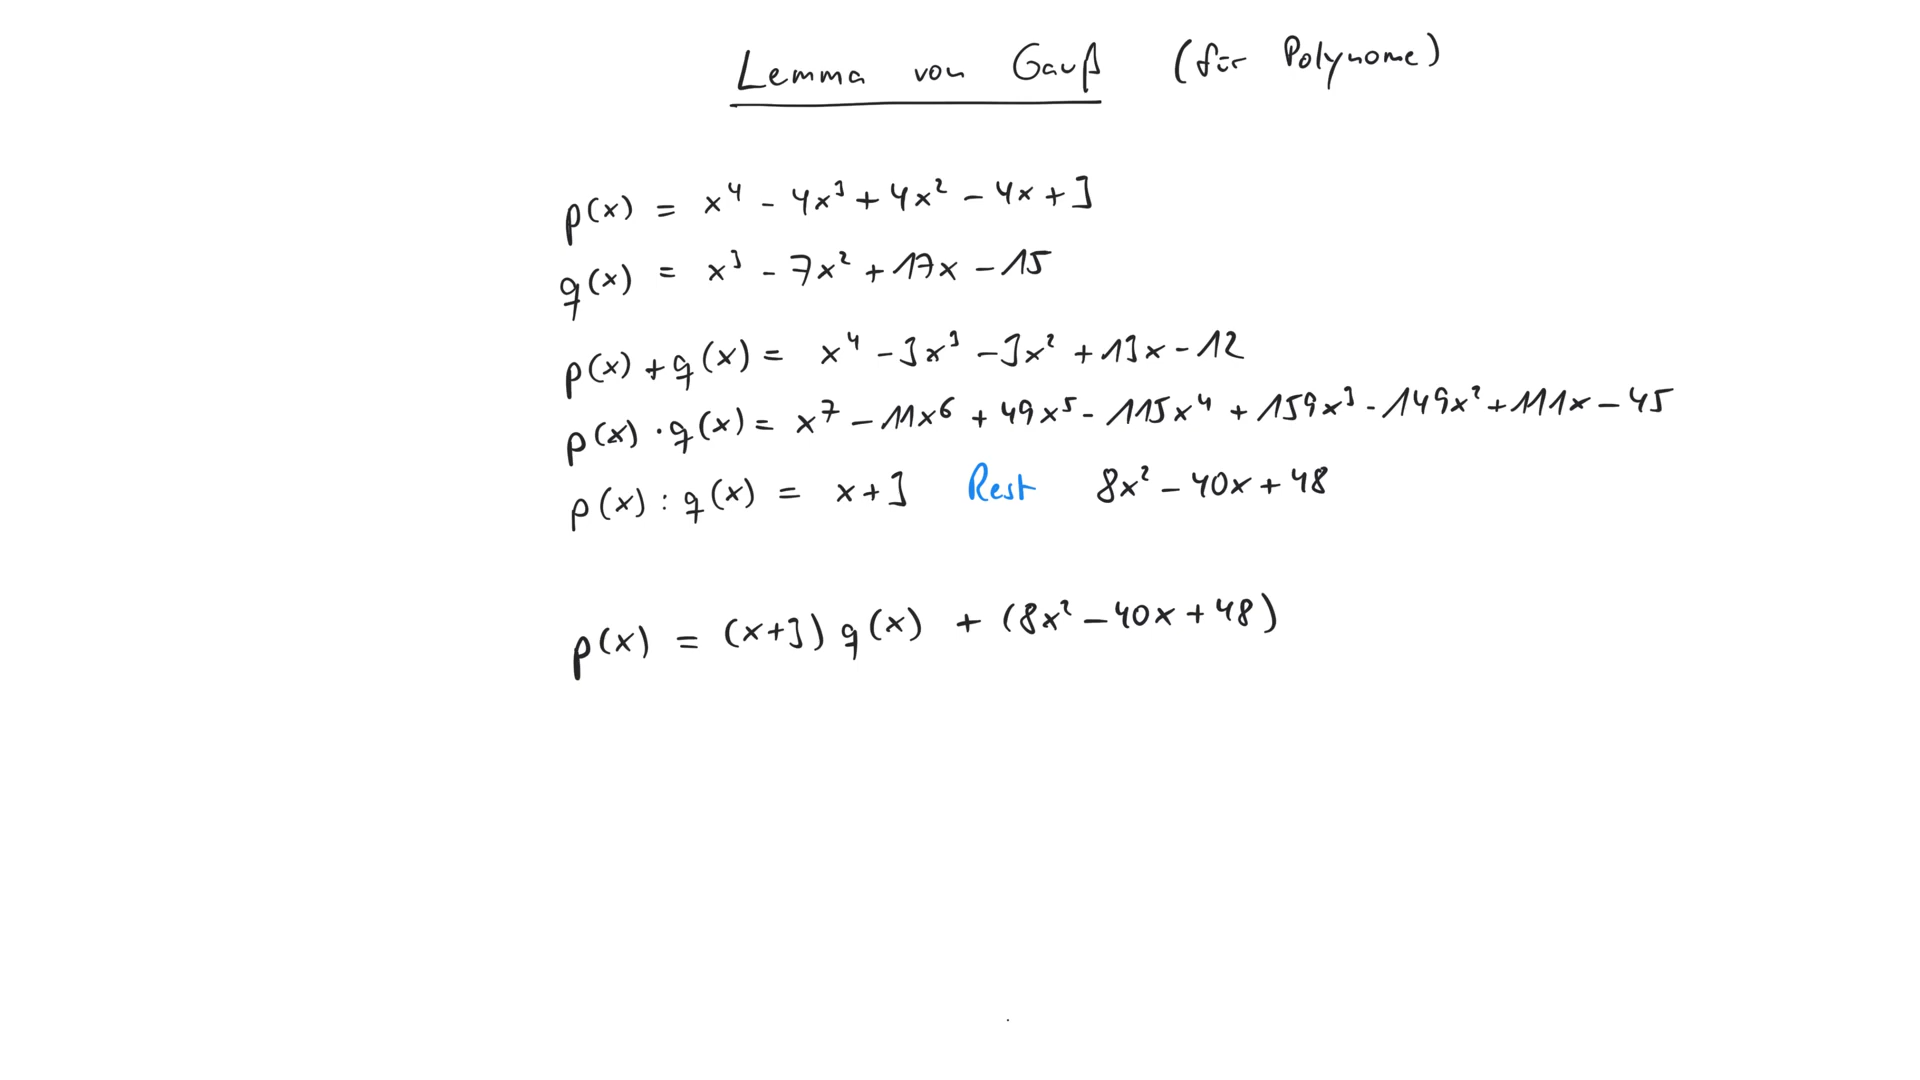 Lemma von Gauß (für Polynome)
p(x) = x⁴ - 4x³ + 4x² - 4x + 3
q(x) = x³ - 7x² + 17x - 15
p(x) + q(x) = x⁴ - 3x³ - 3x² + 13x - 12
p(x) · q(x) = x⁷ - 11x⁶ + 49x⁵ - 115x⁴ + 159x³ - 149x² + 111x - 45
p(x) : q(x) = x + 3 Rest 8x² - 40x + 48
p(x) = (x+3) q(x) + (8x² - 40x + 48)